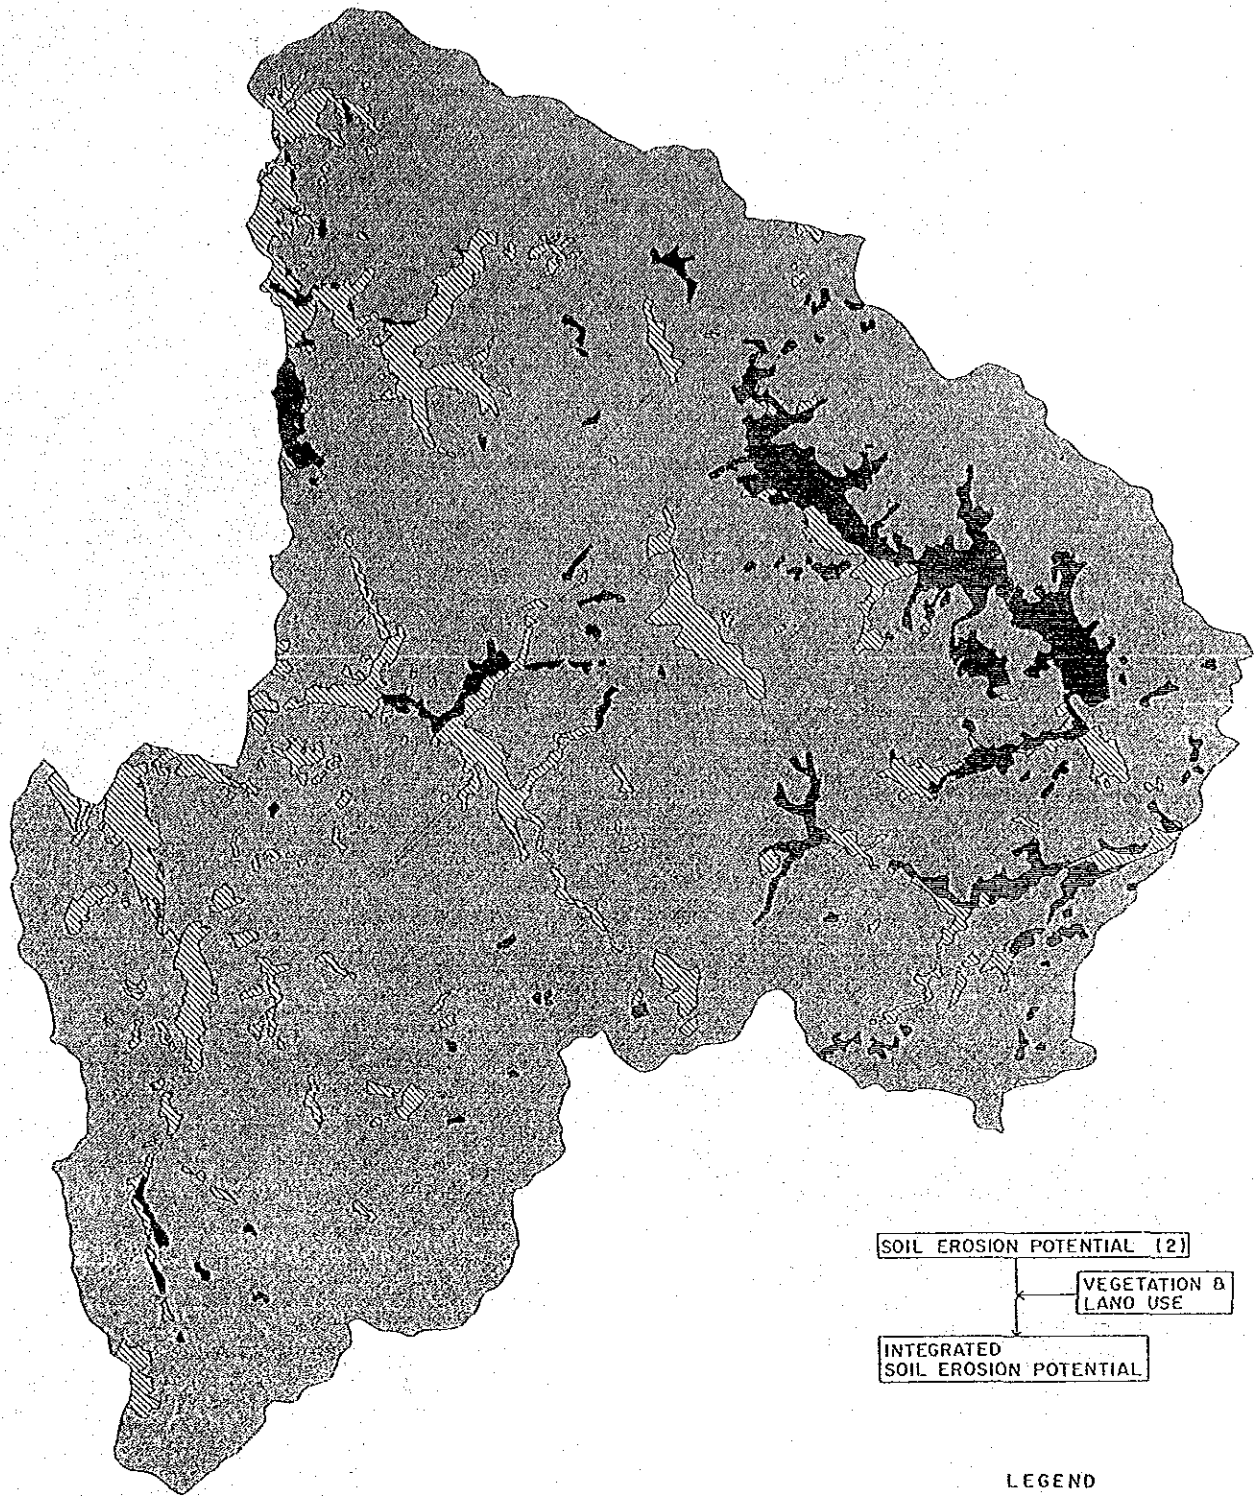 SOIL EROSION POTENTIAL (2)
VEGETATION &
LAND USE
INTEGRATED
SOIL EROSION POTENTIAL
LEGEND